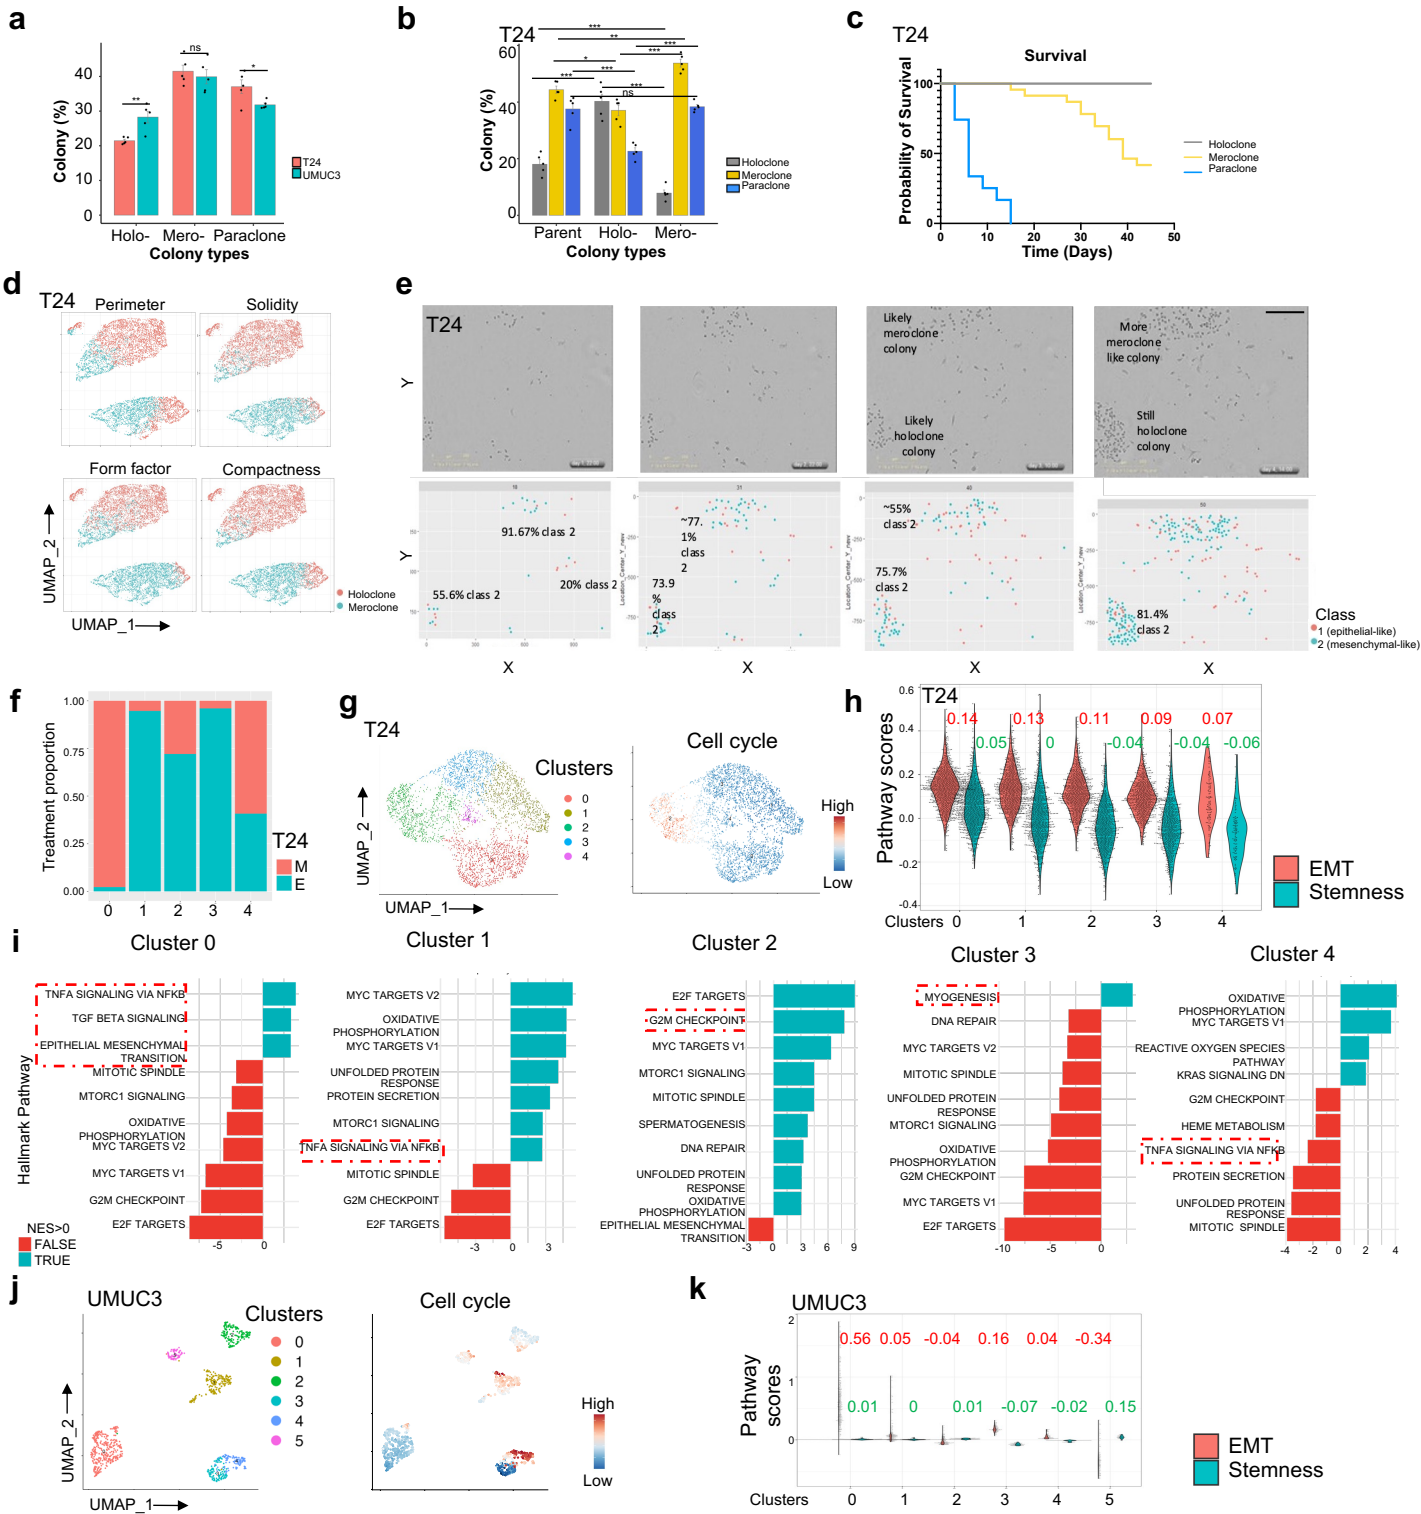 a
**
ns
*
Colony (%)
40
30
20
10
0
Holo-
Mero-
Paraclone
Colony types
T24
UMUC3
b
T24
***
**
***
***
*
***
***
***
ns
Colony (%)
60
40
20
0
Parent
Holo-
Mero-
Colony types
Holoclone
Meroclone
Paraclone
c
T24
Survival
Probability of Survival
100
50
0
0
10
20
30
40
50
Time (Days)
Holoclone
Meroclone
Paraclone
d
T24
Perimeter
Solidity
Form factor
Compactness
UMAP_2
UMAP_1
Holoclone
Meroclone
e
T24
Y
Likely
meroclone
colony
Likely
holoclone
colony
More
meroclone
like colony
Still
holoclone
colony
Y
91.67% class 2
20% class 2
55.6% class 2
X
31
Location_Center_Y_new
~77.
1%
class
2
73.9
%
class
2
X
40
Location_Center_Y_new
~55%
class 2
75.7%
class 2
X
50
Location_Center_Y_new
81.4%
class 2
X
Class
1 (epithelial-like)
2 (mesenchymal-like)
f
Treatment proportion
1.00
0.75
0.50
0.25
0.00
0
1
2
3
4
T24
M
E
g
T24
UMAP_2
UMAP_1
Clusters
0
1
2
3
4
Cell cycle
High
Low
h
T24
Pathway scores
0.6
0.4
0.2
0.0
-0.2
-0.4
0.14
0.13
0.11
0.09
0.07
0.05
0
-0.04
-0.04
-0.06
Clusters
0
1
2
3
4
EMT
Stemness
i
Hallmark Pathway
Cluster 0
TNFA SIGNALING VIA NFKB
TGF BETA SIGNALING
EPITHELIAL MESENCHYMAL
TRANSITION
MITOTIC SPINDLE
MTORC1 SIGNALING
OXIDATIVE
PHOSPHORYLATION
MYC TARGETS V2
MYC TARGETS V1
G2M CHECKPOINT
E2F TARGETS
-5
0
NES>0
FALSE
TRUE
Cluster 1
MYC TARGETS V2
OXIDATIVE
PHOSPHORYLATION
MYC TARGETS V1
UNFOLDED PROTEIN
RESPONSE
PROTEIN SECRETION
MTORC1 SIGNALING
TNFA SIGNALING VIA NFKB
MITOTIC SPINDLE
G2M CHECKPOINT
E2F TARGETS
-3
0
3
Cluster 2
E2F TARGETS
G2M CHECKPOINT
MYC TARGETS V1
MTORC1 SIGNALING
MITOTIC SPINDLE
SPERMATOGENESIS
DNA REPAIR
UNFOLDED PROTEIN
RESPONSE
OXIDATIVE
PHOSPHORYLATION
EPITHELIAL MESENCHYMAL
TRANSITION
-3
0
3
6
9
Cluster 3
MYOGENESIS
DNA REPAIR
MYC TARGETS V2
MITOTIC SPINDLE
UNFOLDED PROTEIN
RESPONSE
MTORC1 SIGNALING
OXIDATIVE
PHOSPHORYLATION
G2M CHECKPOINT
MYC TARGETS V1
E2F TARGETS
-10
-5
0
Cluster 4
OXIDATIVE
PHOSPHORYLATION
MYC TARGETS V1
REACTIVE OXYGEN SPECIES
PATHWAY
KRAS SIGNALING DN
G2M CHECKPOINT
HEME METABOLISM
TNFA SIGNALING VIA NFKB
PROTEIN SECRETION
UNFOLDED PROTEIN
RESPONSE
MITOTIC SPINDLE
-4
-2
0
2
4
j
UMUC3
UMAP_2
UMAP_1
Clusters
0
1
2
3
4
5
Cell cycle
High
Low
k
UMUC3
Pathway
scores
2
1
0
0.56
0.05
-0.04
0.16
0.04
-0.34
0.01
0
0.01
-0.07
-0.02
0.15
Clusters
0
1
2
3
4
5
EMT
Stemness